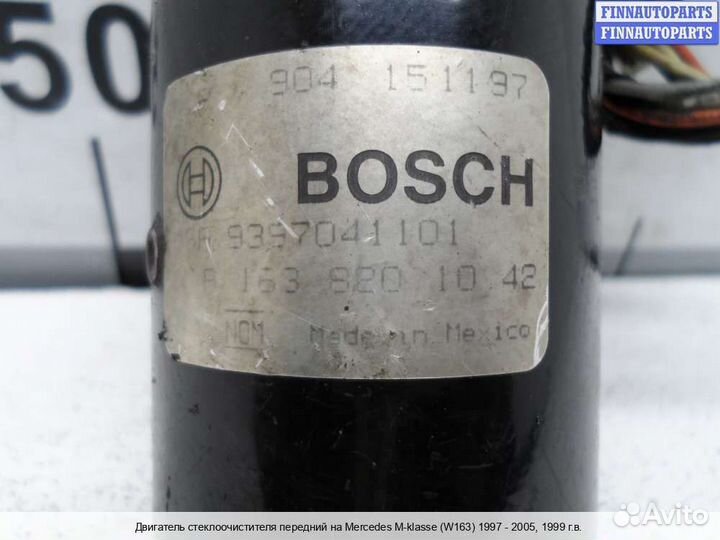 50
FINNAUTOPARTS
FINNAUTOPARTS
904 151197
BOSCH
9397041101
A 163 820 10 42
NOM Made in Mexico
Двигатель стеклоочистителя передний на Mercedes M-klasse (W163) 1997 - 2005, 1999 г.в.
Avito